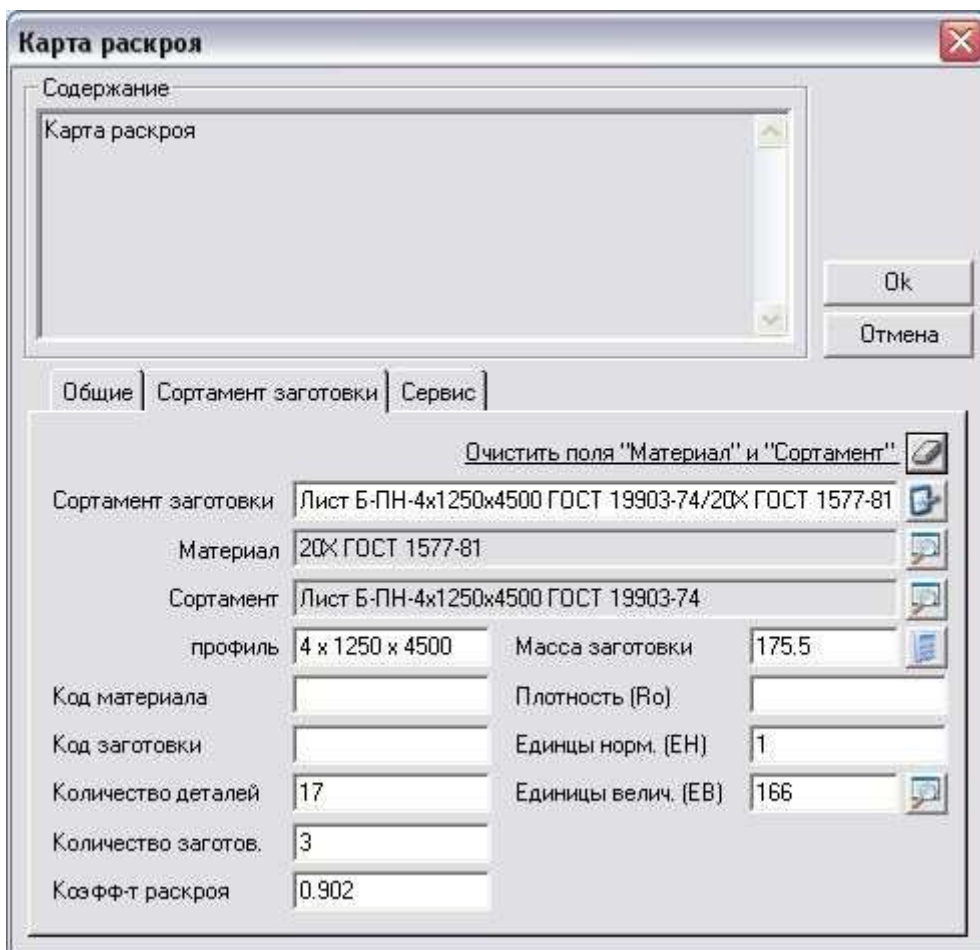 Карта раскроя
Содержание
Карта раскроя
Ok
Отмена
Общие
Сортамент заготовки
Сервис
Очистить поля "Материал" и "Сортамент"
Сортамент заготовки Лист Б-ПН-4х1250х4500 ГОСТ 19903-74/20Х ГОСТ 1577-81
Материал 20Х ГОСТ 1577-81
Сортамент Лист Б-ПН-4х1250х4500 ГОСТ 19903-74
профиль 4 х 1250 х 4500 Масса заготовки 175.5
Код материала Плотность (Ro)
Код заготовки Единцы норм. (ЕН) 1
Количество деталей 17 Единицы велич. (ЕВ) 166
Количество заготов. 3
Коэфф-т раскроя 0.902